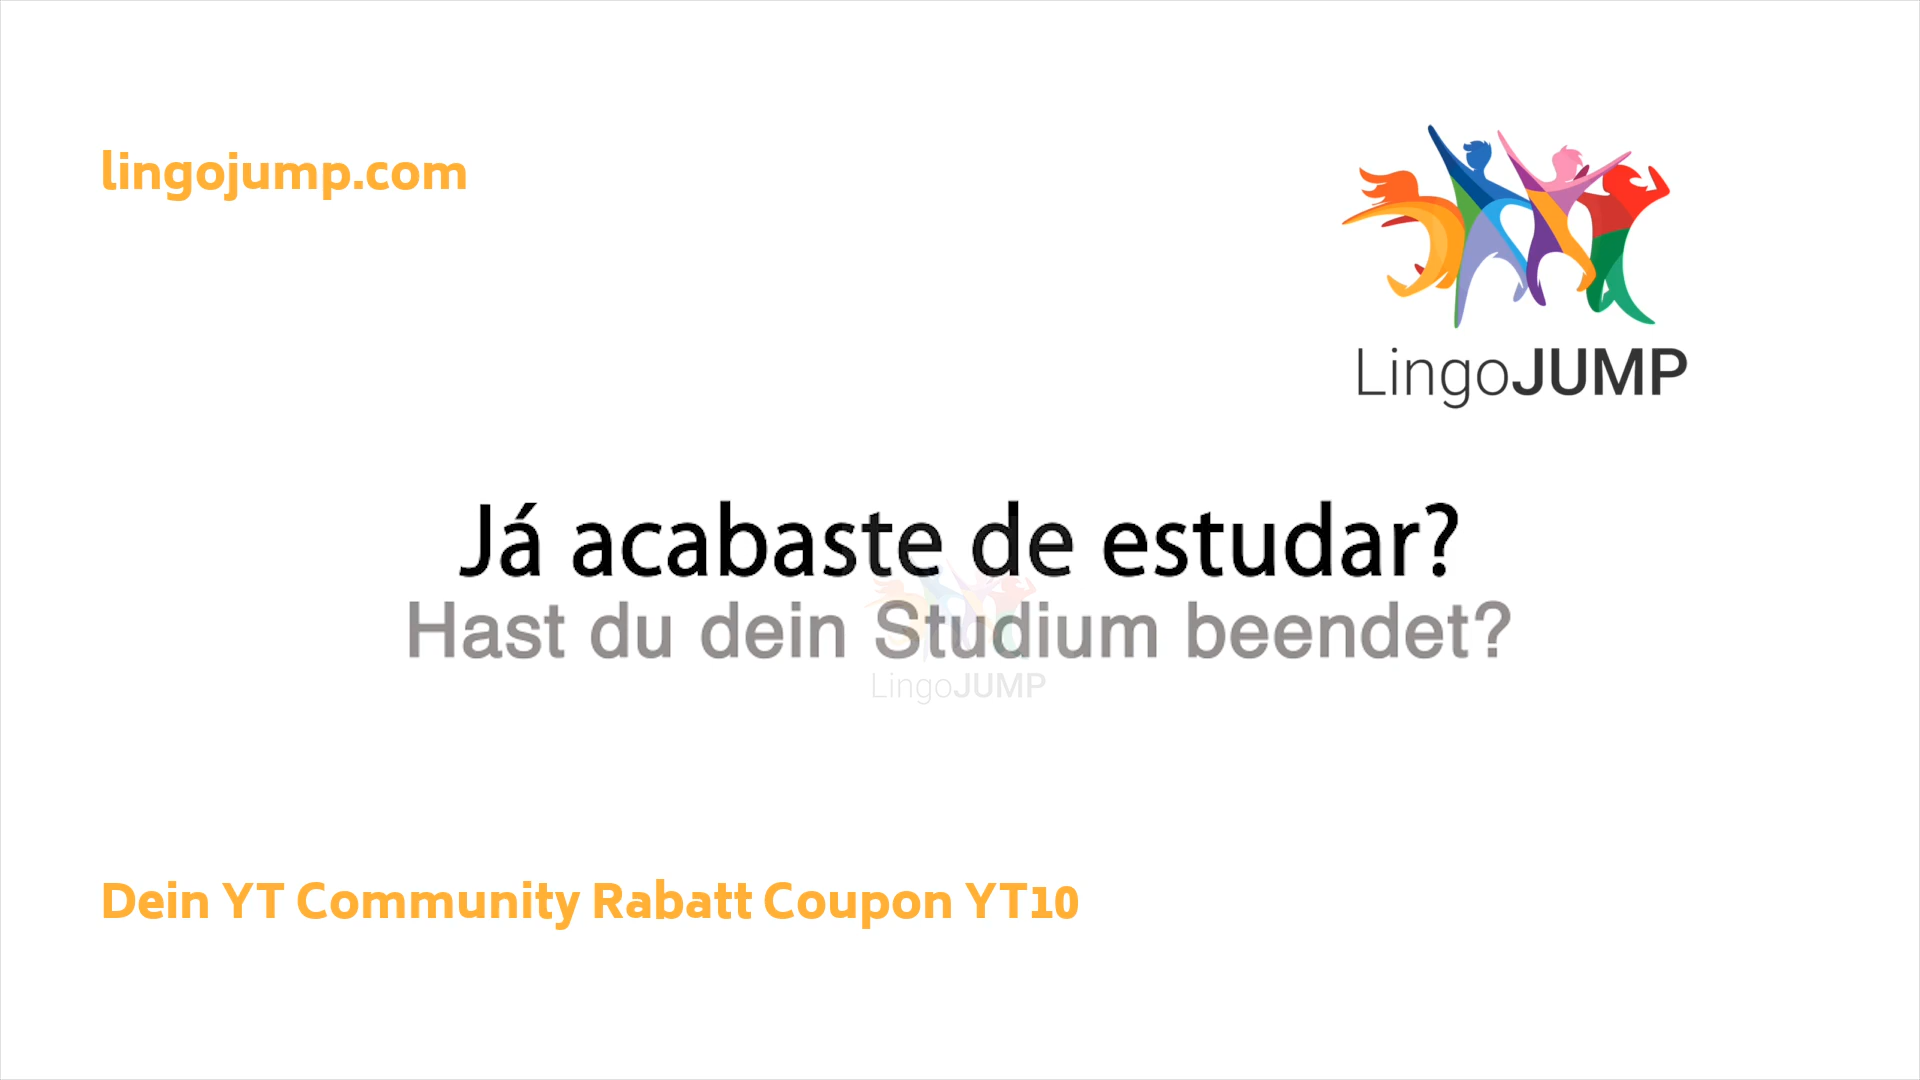 lingojump.com
LingoJUMP
Já acabaste de estudar?
Hast du dein Studium beendet?
LingoJUMP
Dein YT Community Rabatt Coupon YT10